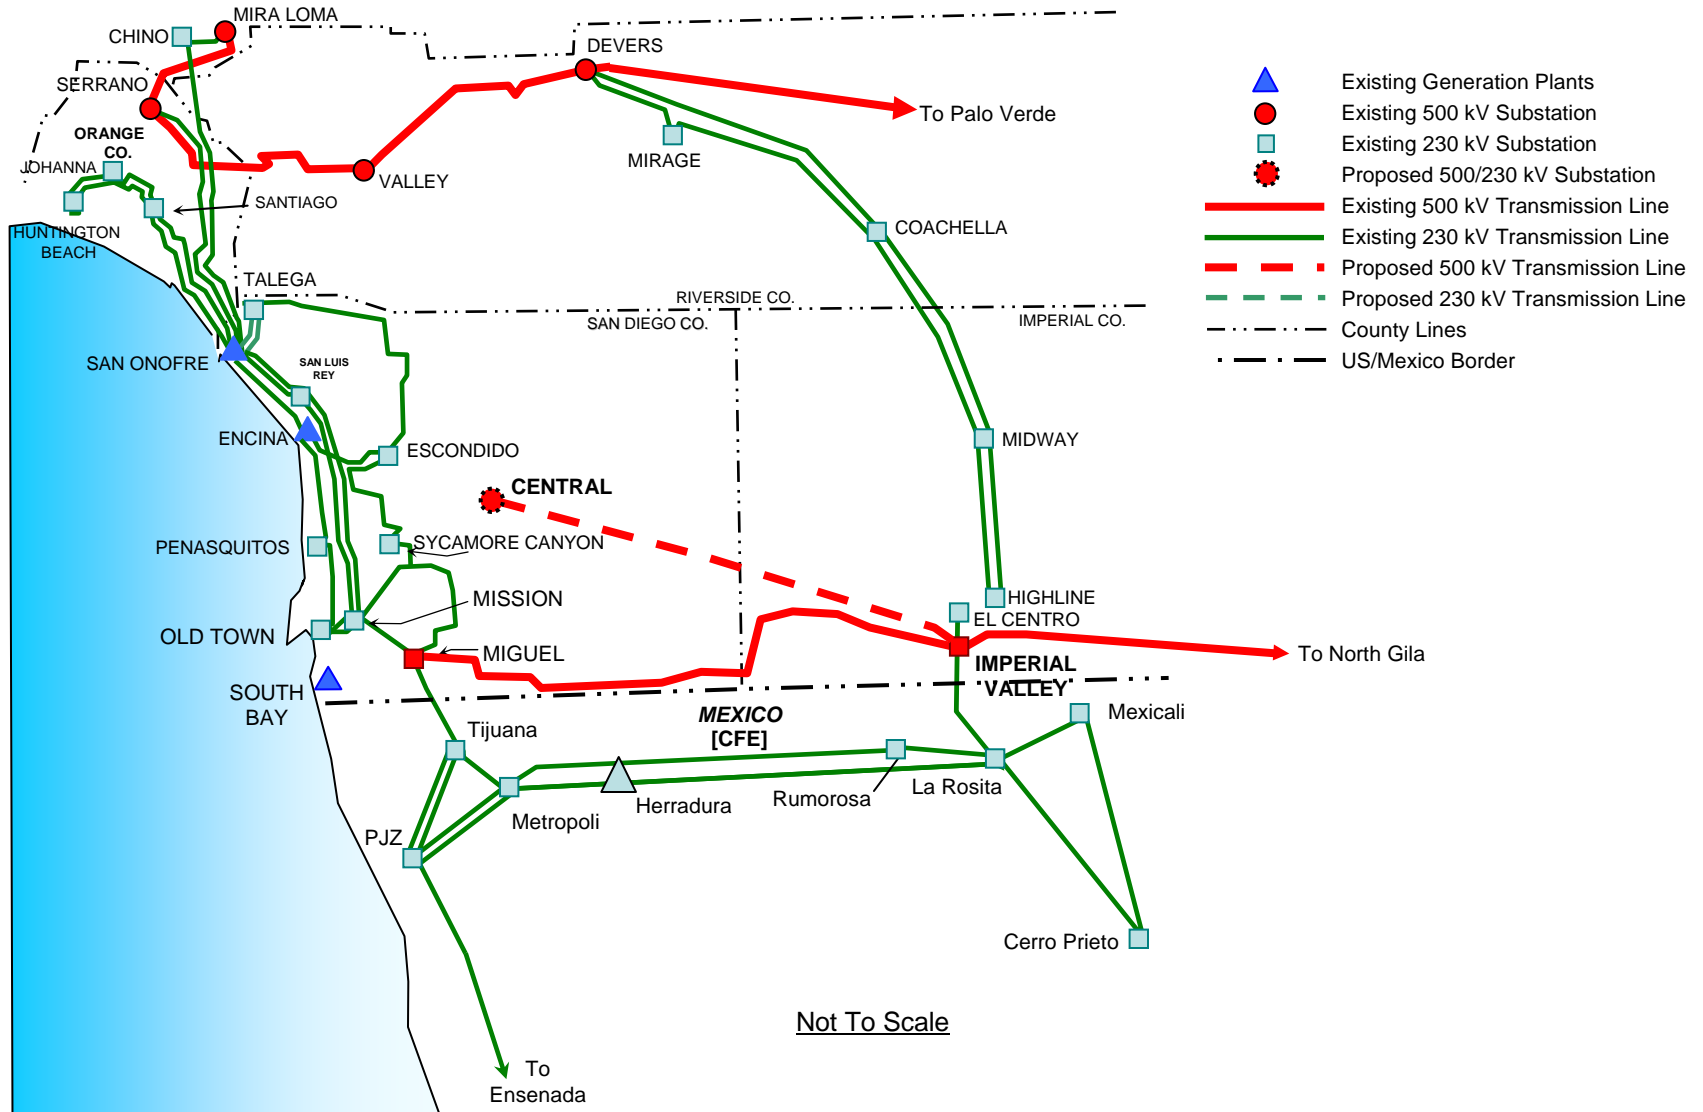 MIRA LOMA
CHINO
DEVERS
SERRANO
ORANGE
CO.
JOHANNA
To Palo Verde
MIRAGE
VALLEY
SANTIAGO
HUNTINGTON
BEACH
COACHELLA
TALEGA
RIVERSIDE CO.
SAN DIEGO CO.
IMPERIAL CO.
SAN ONOFRE
SAN LUIS
REY
ENCINA
ESCONDIDO
MIDWAY
CENTRAL
PENASQUITOS
SYCAMORE CANYON
MISSION
HIGHLINE
EL CENTRO
OLD TOWN
MIGUEL
To North Gila
IMPERIAL
VALLEY
SOUTH
BAY
MEXICO
[CFE]
Mexicali
Tijuana
Rumorosa
La Rosita
Herradura
Metropoli
PJZ
Cerro Prieto
Not To Scale
To
Ensenada
Existing Generation Plants
Existing 500 kV Substation
Existing 230 kV Substation
Proposed 500/230 kV Substation
Existing 500 kV Transmission Line
Existing 230 kV Transmission Line
Proposed 500 kV Transmission Line
Proposed 230 kV Transmission Line
County Lines
US/Mexico Border